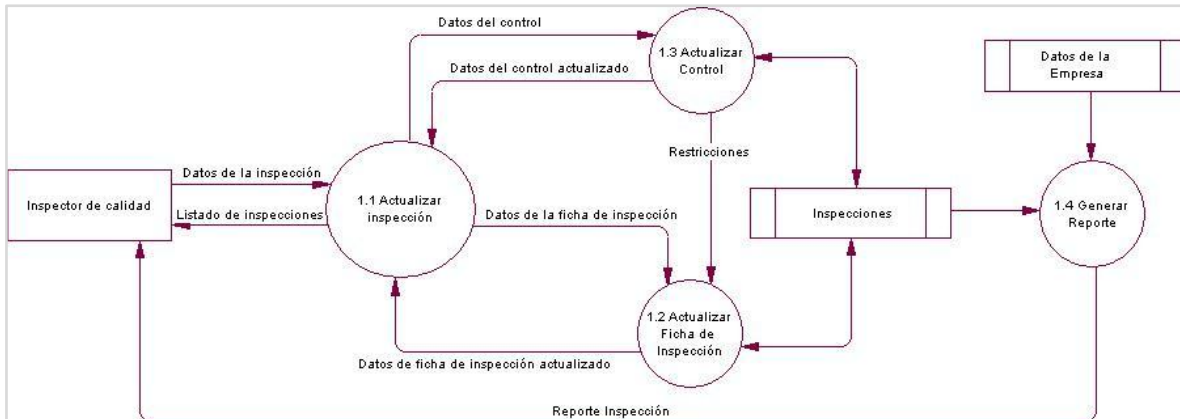 Datos del control
1.3 Actualizar
Control
Datos de la
Empresa
Datos del control actualizado
Restricciones
Datos de la inspección
Inspector de calidad
1.1 Actualizar
inspección
Listado de inspecciones
Datos de la ficha de inspección
Inspecciones
1.4 Generar
Reporte
1.2 Actualizar
Ficha de
Inspección
Datos de ficha de inspección actualizado
Reporte Inspección